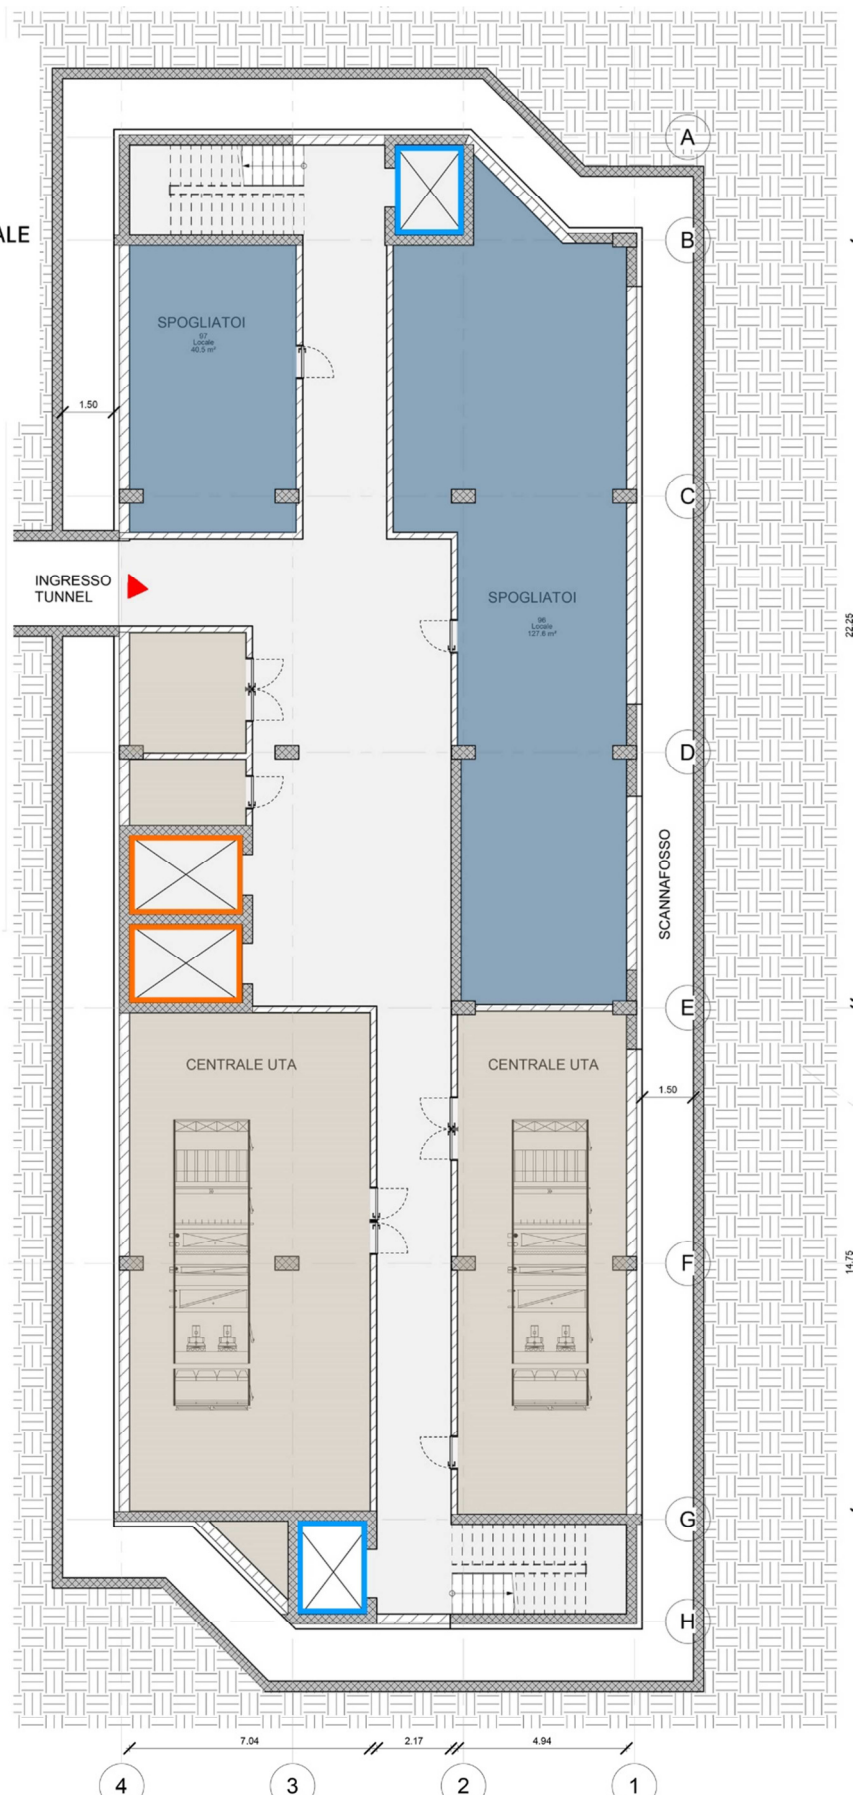 A
ALE
B
SPOGLIATOI
97
Locale
40.5 m²
1.50
C
INGRESSO
TUNNEL
SPOGLIATOI
96
Locale
127.6 m²
22.25
D
SCANNAFOSSO
E
CENTRALE UTA
CENTRALE UTA
1.50
F
14.75
G
H
7.04
2.17
4.94
4
3
2
1